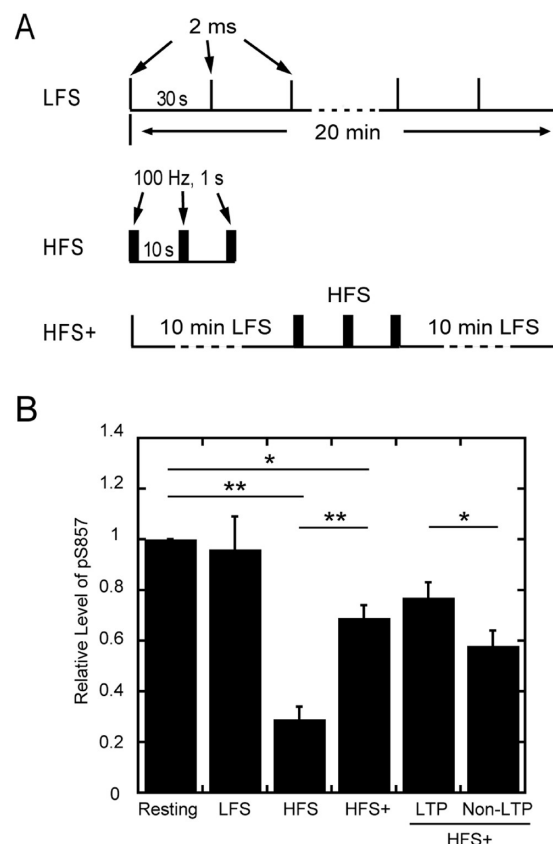 A
2 ms
LFS
30 s
20 min
100 Hz, 1 s
HFS
10 s
HFS
HFS+
10 min LFS
10 min LFS
B
1.4
1.2
1
0.8
0.6
0.4
0.2
0
Relative Level of pS857
*
**
**
*
Resting LFS HFS HFS+ LTP Non-LTP
HFS+